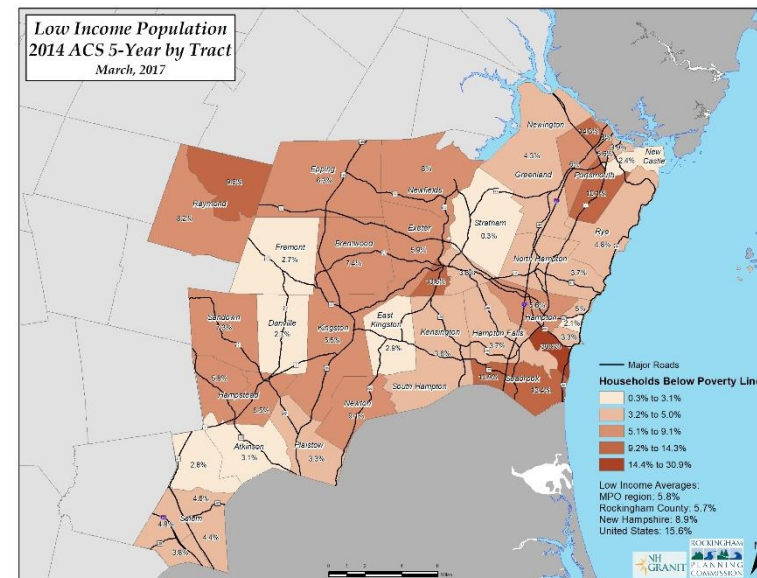 Low Income Population
2014 ACS 5-Year by Tract
March, 2017
Newington
4.3%
Greenland
New
Castle
2.4%
Portsmouth
Rye
4.6%
Epping
6.3%
Newfields
Raymond
8.2%
Stratham
0.3%
Exeter
5.9%
Fremont
2.7%
Brentwood
7.4%
North Hampton
3.7%
Sandown
Danville
Kingston
East
Kingston
2.9%
Kensington
Hampton Falls
3.7%
Hampton
5%
2.1%
3.3%
Hampstead
Newton
South Hampton
Seabrook
Atkinson
3.1%
Plaistow
3.3%
2.8%
4.8%
Salem
4.4%
3.8%
Major Roads
Households Below Poverty Line
0.3% to 3.1%
3.2% to 5.0%
5.1% to 9.1%
9.2% to 14.3%
14.4% to 30.9%
Low Income Averages:
MPO region: 5.8%
Rockingham County: 5.7%
New Hampshire: 8.9%
United States: 15.6%
NH
GRANIT
ROCKINGHAM
PLANNING
COMMISSION